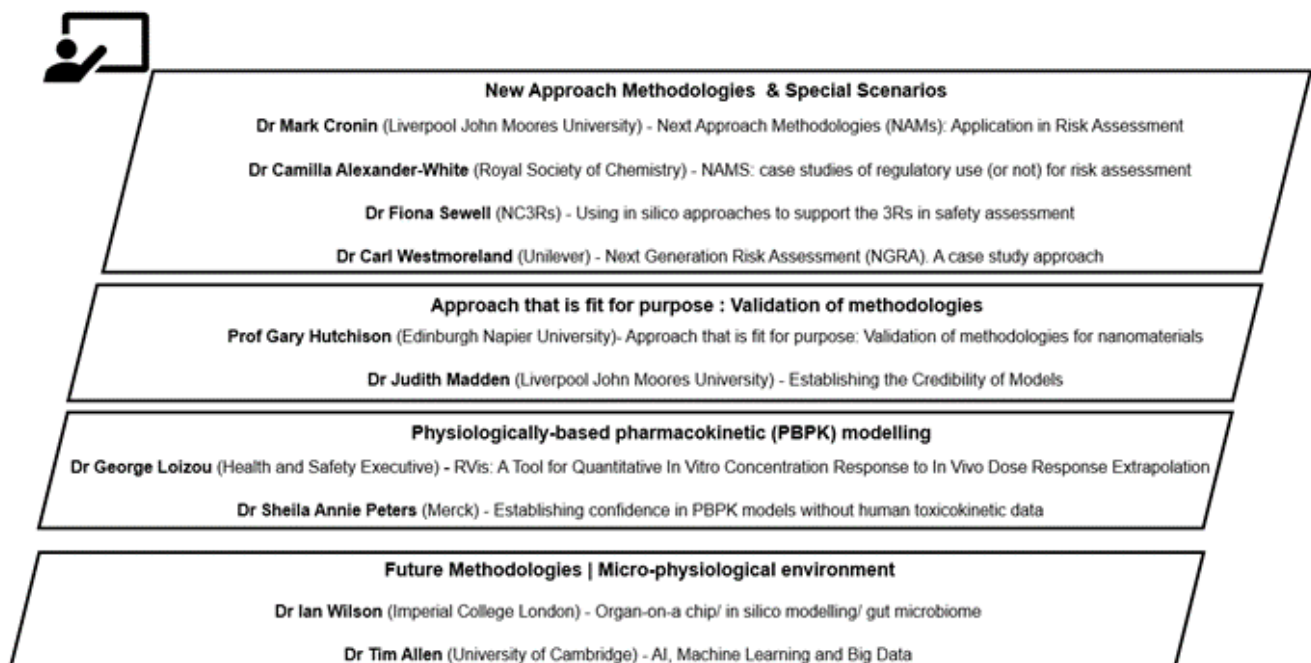 New Approach Methodologies & Special Scenarios
Dr Mark Cronin (Liverpool John Moores University) - Next Approach Methodologies (NAMs): Application in Risk Assessment
Dr Camilla Alexander-White (Royal Society of Chemistry) - NAMS: case studies of regulatory use (or not) for risk assessment
Dr Fiona Sewell (NC3Rs) - Using in silico approaches to support the 3Rs in safety assessment
Dr Carl Westmoreland (Unilever) - Next Generation Risk Assessment (NGRA). A case study approach
Approach that is fit for purpose : Validation of methodologies
Prof Gary Hutchison (Edinburgh Napier University)- Approach that is fit for purpose: Validation of methodologies for nanomaterials
Dr Judith Madden (Liverpool John Moores University) - Establishing the Credibility of Models
Physiologically-based pharmacokinetic (PBPK) modelling
Dr George Loizou (Health and Safety Executive) - RVis: A Tool for Quantitative In Vitro Concentration Response to In Vivo Dose Response Extrapolation
Dr Sheila Annie Peters (Merck) - Establishing confidence in PBPK models without human toxicokinetic data
Future Methodologies | Micro-physiological environment
Dr Ian Wilson (Imperial College London) - Organ-on-a chip/ in silico modelling/ gut microbiome
Dr Tim Allen (University of Cambridge) - AI, Machine Learning and Big Data